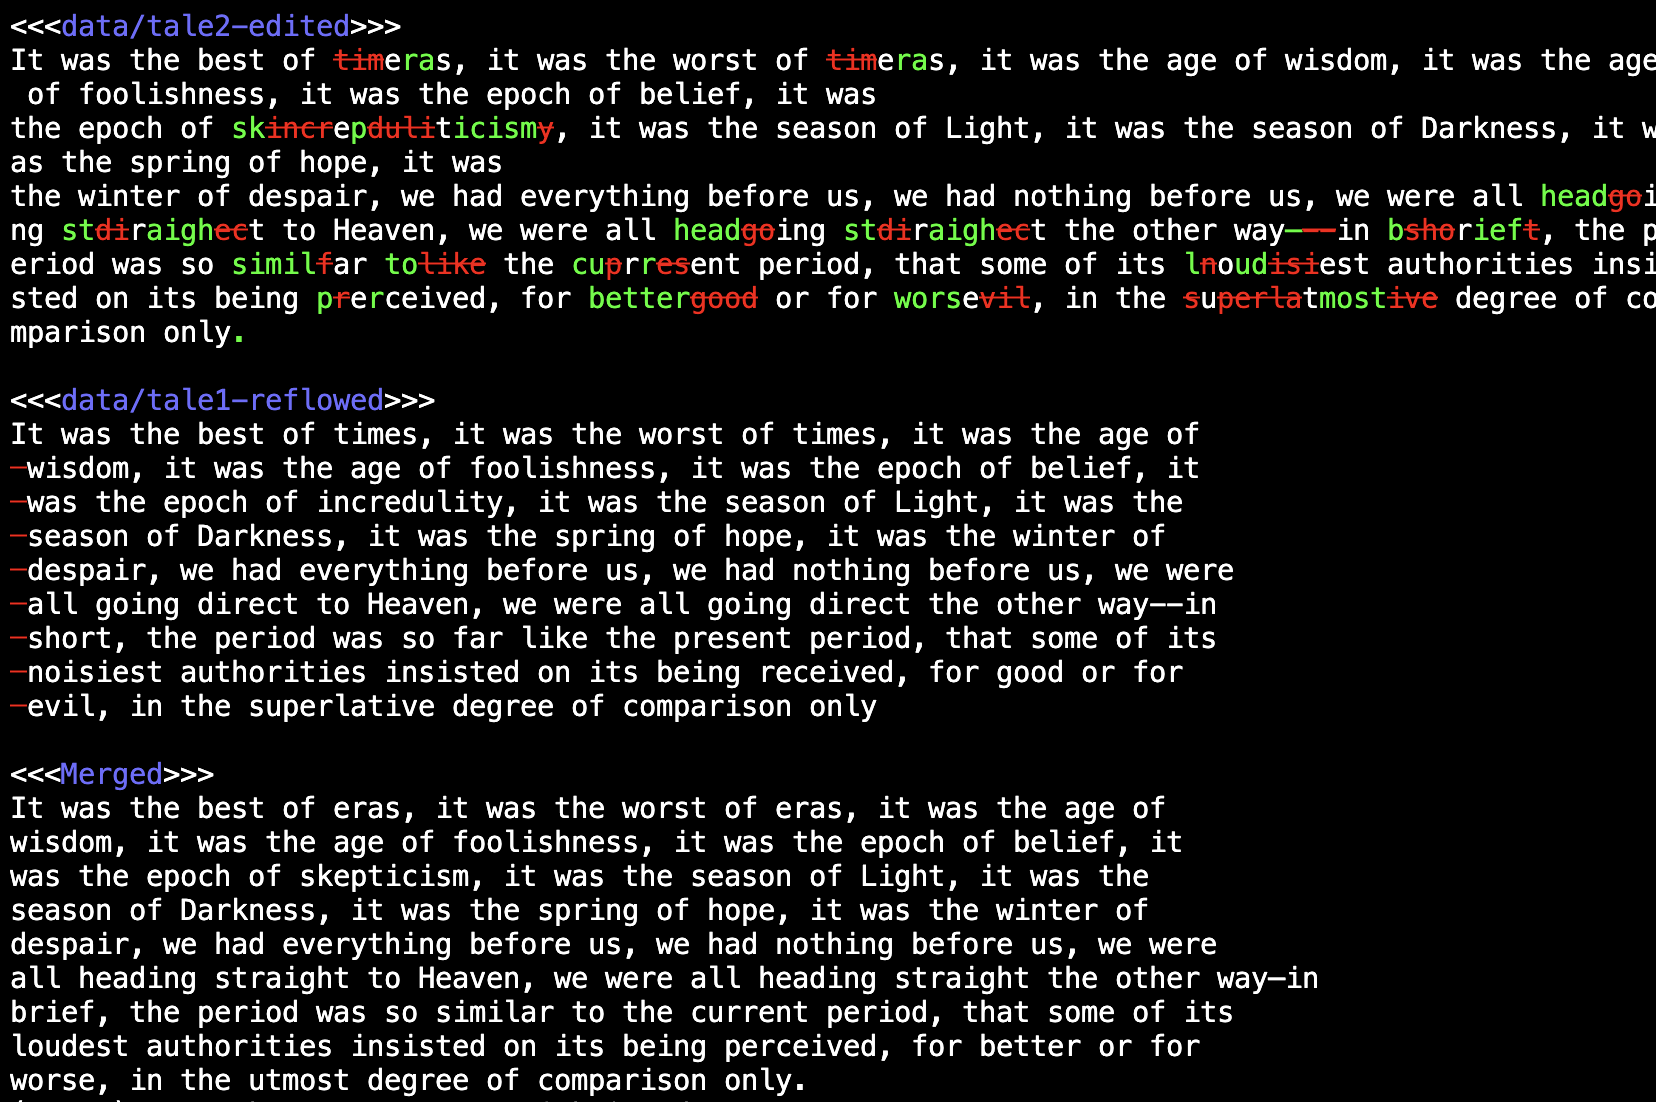 <<<data/tale2-edited>>>
It was the best of timeras, it was the worst of timeras, it was the age of wisdom, it was the age
 of foolishness, it was the epoch of belief, it was
the epoch of skincrepduliticismy, it was the season of Light, it was the season of Darkness, it w
as the spring of hope, it was
the winter of despair, we had everything before us, we had nothing before us, we were all headgoi
ng stdiraighect to Heaven, we were all headgoing stdiraighect the other way—--in bshorieft, the p
eriod was so similfar tolike the cuprresent period, that some of its lnoudisiest authorities insi
sted on its being prerceived, for bettergood or for worsevil, in the superlatmostive degree of co
mparison only.
<<<data/tale1-reflowed>>>
It was the best of times, it was the worst of times, it was the age of
-wisdom, it was the age of foolishness, it was the epoch of belief, it
-was the epoch of incredulity, it was the season of Light, it was the
-season of Darkness, it was the spring of hope, it was the winter of
-despair, we had everything before us, we had nothing before us, we were
-all going direct to Heaven, we were all going direct the other way--in
-short, the period was so far like the present period, that some of its
-noisiest authorities insisted on its being received, for good or for
-evil, in the superlative degree of comparison only
<<<Merged>>>
It was the best of eras, it was the worst of eras, it was the age of
wisdom, it was the age of foolishness, it was the epoch of belief, it
was the epoch of skepticism, it was the season of Light, it was the
season of Darkness, it was the spring of hope, it was the winter of
despair, we had everything before us, we had nothing before us, we were
all heading straight to Heaven, we were all heading straight the other way—in
brief, the period was so similar to the current period, that some of its
loudest authorities insisted on its being perceived, for better or for
worse, in the utmost degree of comparison only.